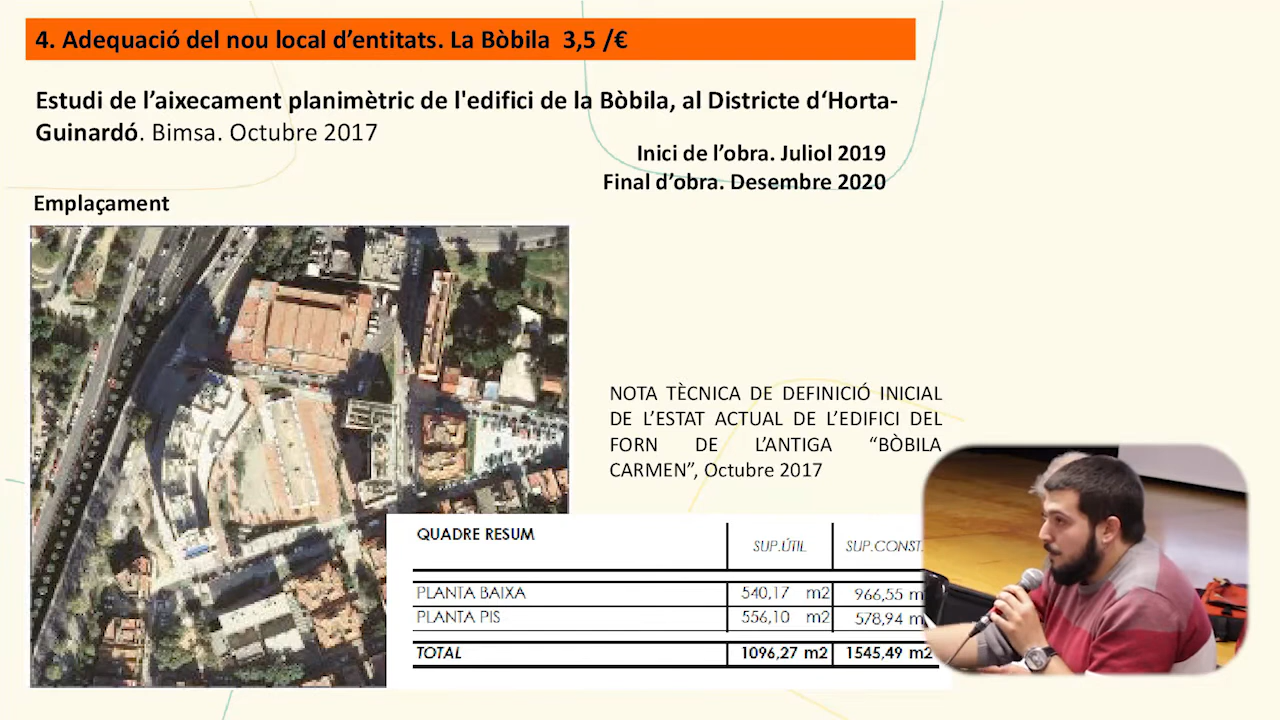 4. Adequació del nou local d’entitats. La Bòbila 3,5 /€
Estudi de l’aixecament planimètric de l'edifici de la Bòbila, al Districte d‘Horta-
Guinardó. Bimsa. Octubre 2017
Inici de l’obra. Juliol 2019
Final d’obra. Desembre 2020
Emplaçament
NOTA TÈCNICA DE DEFINICIÓ INICIAL
DE L’ESTAT ACTUAL DE L’EDIFICI DEL
FORN DE L’ANTIGA “BÒBILA
CARMEN”, Octubre 2017
QUADRE RESUM SUP.ÚTIL SUP.CONST.
PLANTA BAIXA 540,17 m2 966,55 m
PLANTA PIS 556,10 m2 578,94 m
TOTAL 1096,27 m2 1545,49 m2